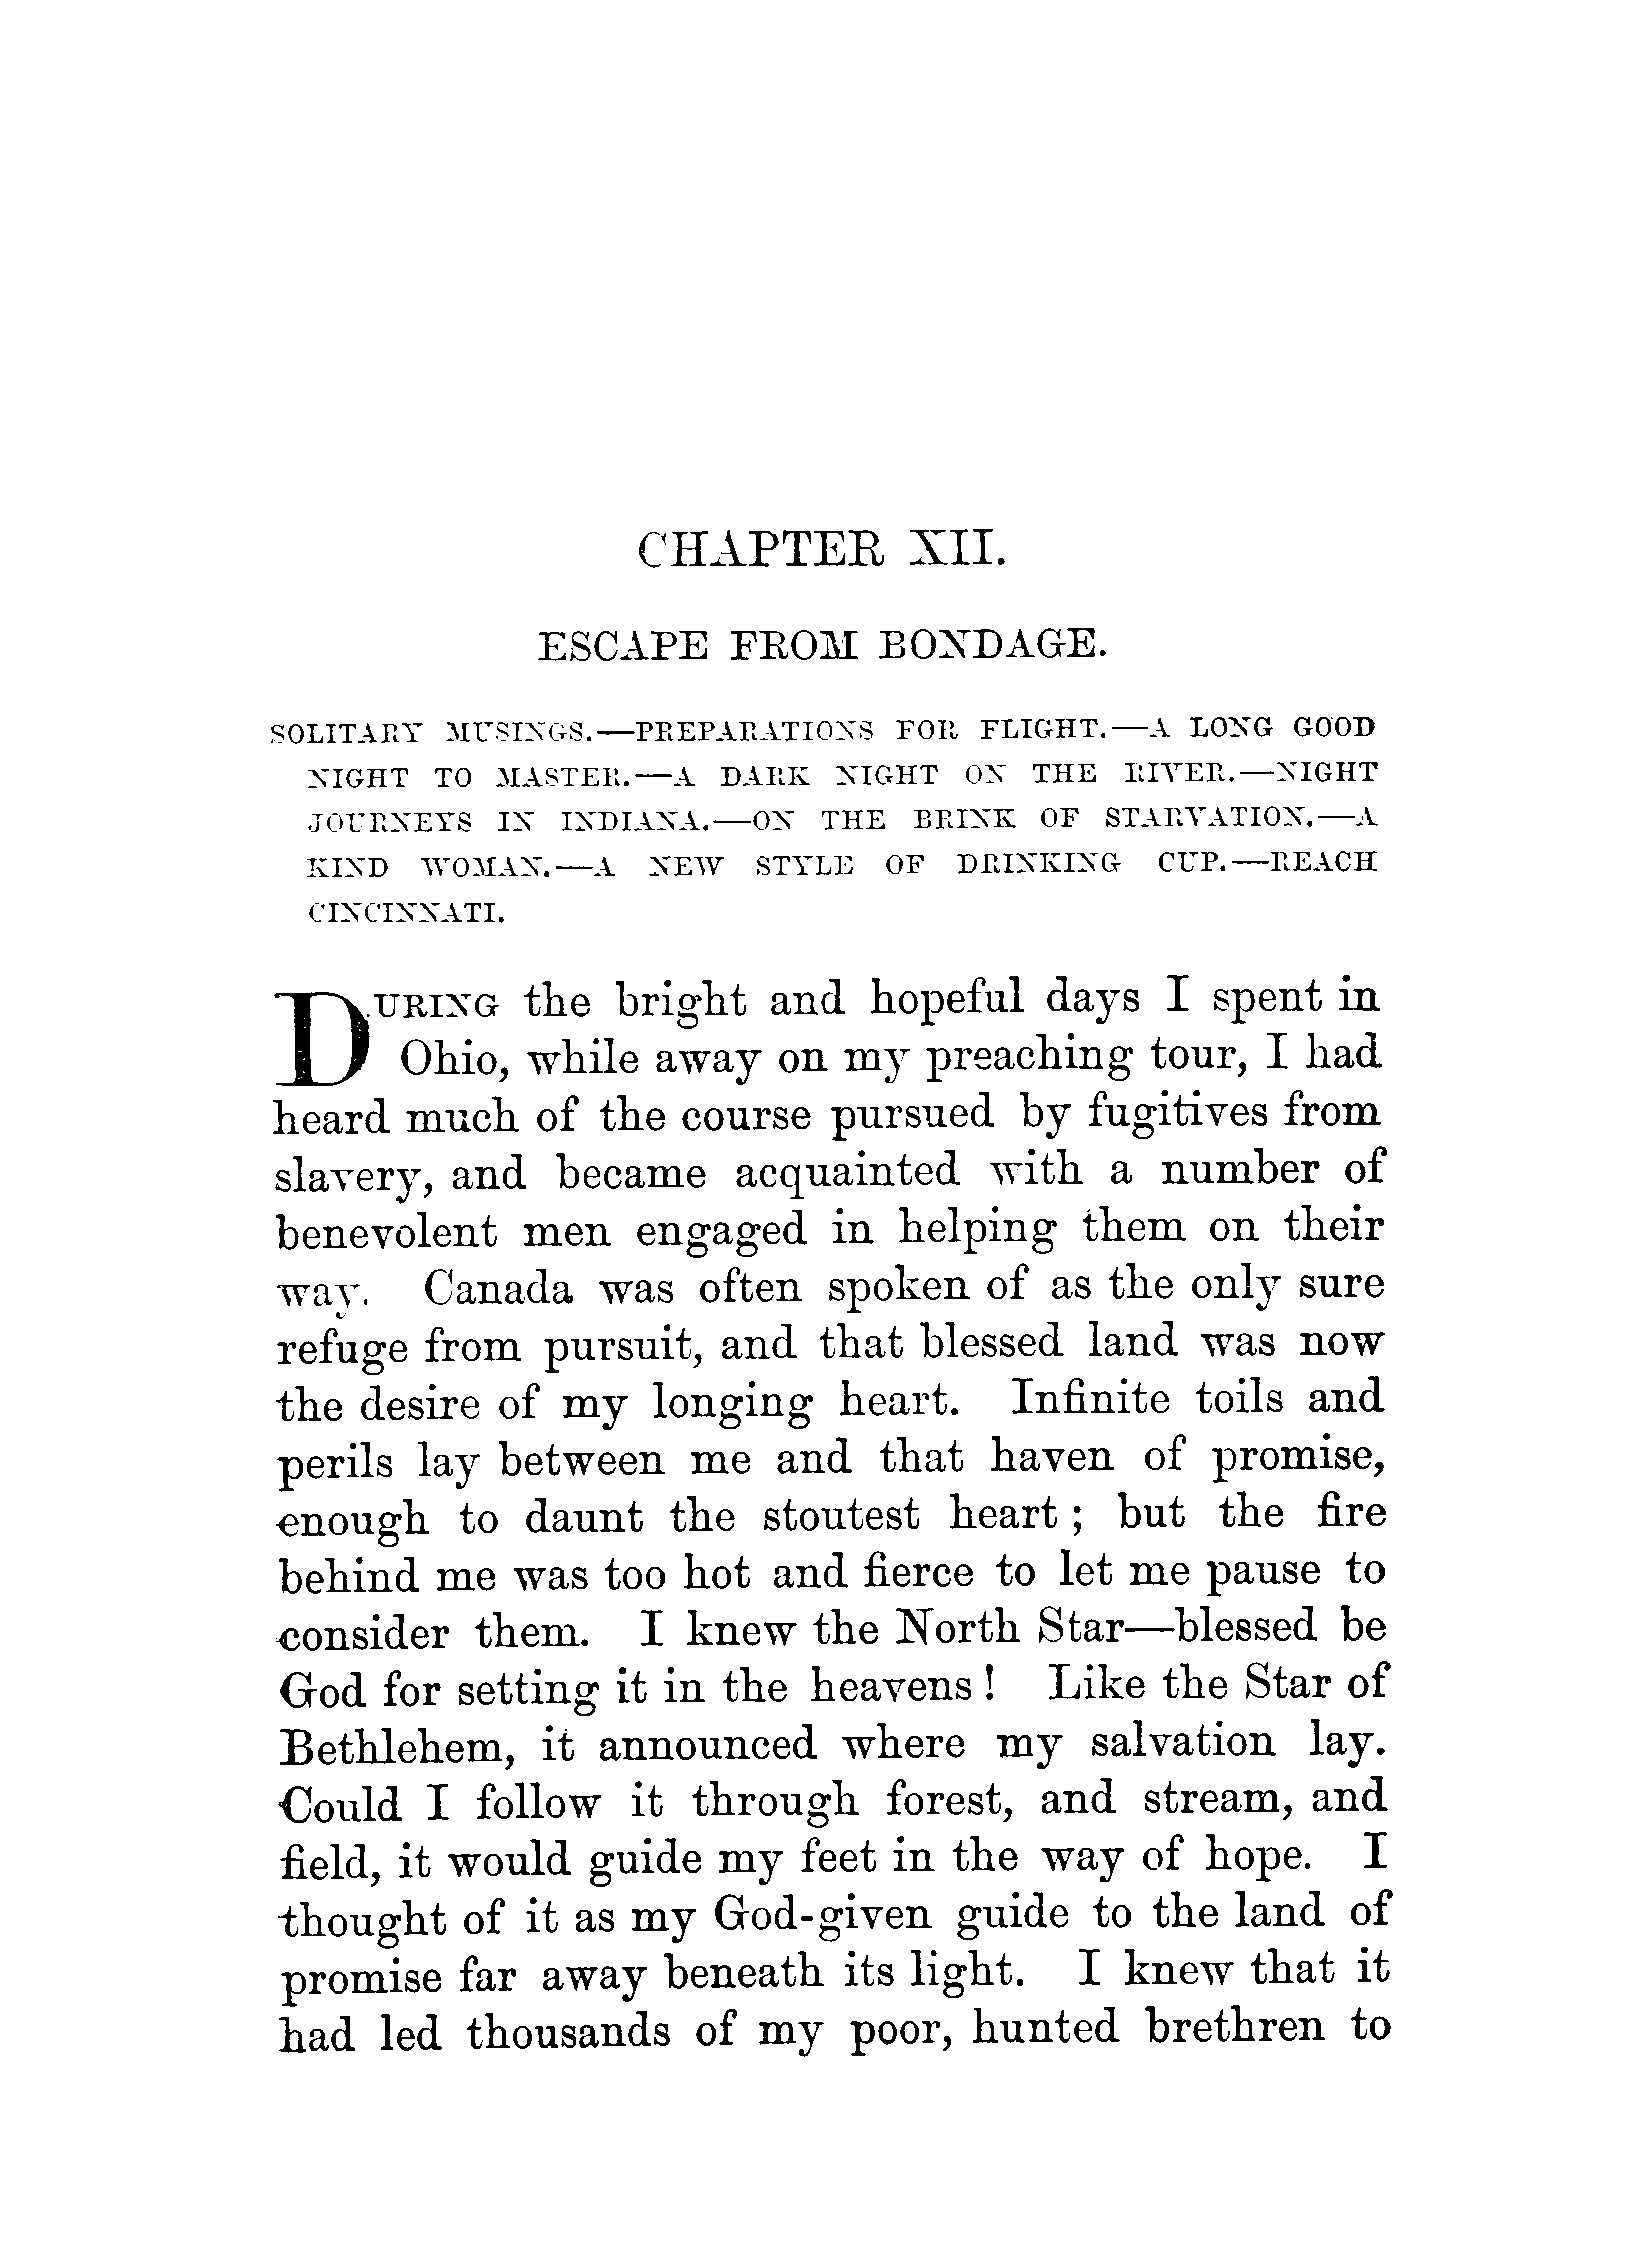 CHAPTER XII.
ESCAPE FROM BONDAGE.
SOLITARY MUSINGS.—PREPARATIONS FOR FLIGHT.—A LONG GOOD
NIGHT TO MASTER.—A DARK NIGHT ON THE RIVER.—NIGHT
JOURNEYS IN INDIANA.—ON THE BRINK OF STARVATION.—A
KIND WOMAN.—A NEW STYLE OF DRINKING CUP.—REACH
CINCINNATI.
DURING the bright and hopeful days I spent in
Ohio, while away on my preaching tour, I had
heard much of the course pursued by fugitives from
slavery, and became acquainted with a number of
benevolent men engaged in helping them on their
way. Canada was often spoken of as the only sure
refuge from pursuit, and that blessed land was now
the desire of my longing heart. Infinite toils and
perils lay between me and that haven of promise,
enough to daunt the stoutest heart; but the fire
behind me was too hot and fierce to let me pause to
consider them. I knew the North Star—blessed be
God for setting it in the heavens! Like the Star of
Bethlehem, it announced where my salvation lay.
Could I follow it through forest, and stream, and
field, it would guide my feet in the way of hope. I
thought of it as my God-given guide to the land of
promise far away beneath its light. I knew that it
had led thousands of my poor, hunted brethren to